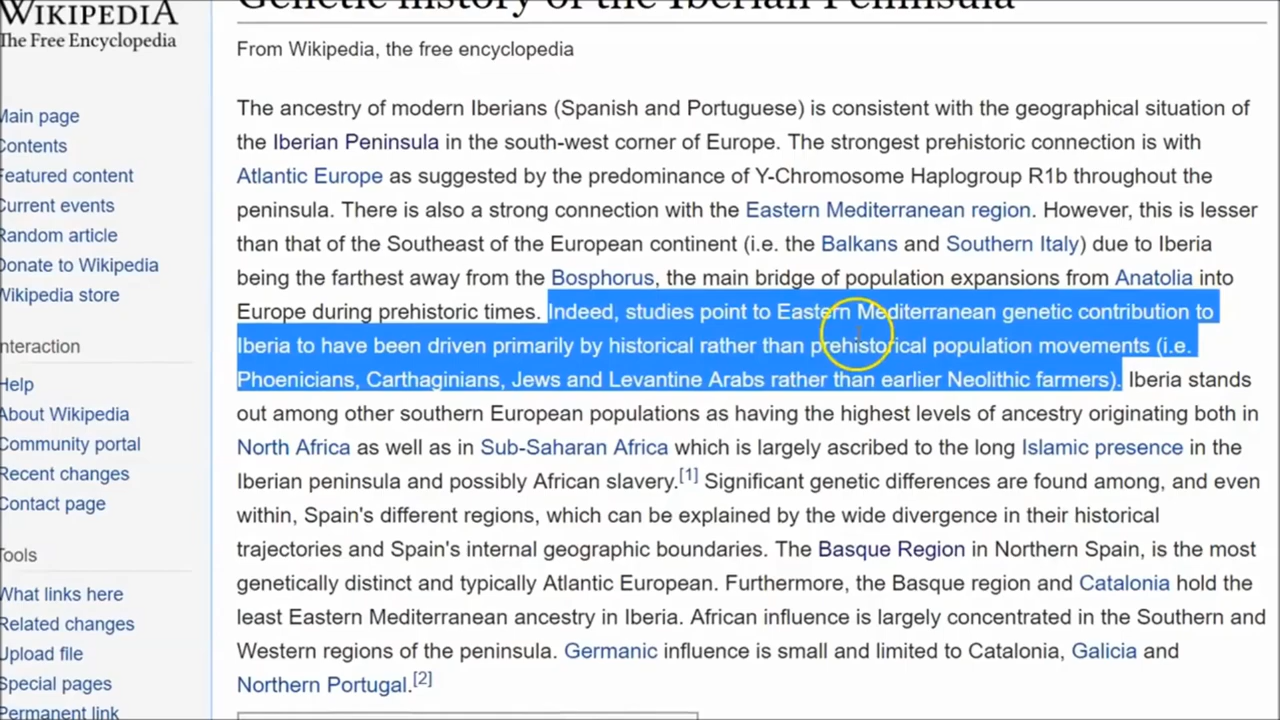 WIKIPEDIA
The Free Encyclopedia
Main page
Contents
Featured content
Current events
Random article
Donate to Wikipedia
Wikipedia store
Interaction
Help
About Wikipedia
Community portal
Recent changes
Contact page
Tools
What links here
Related changes
Upload file
Special pages
Permanent link
Genetic history of the Iberian Peninsula
From Wikipedia, the free encyclopedia
The ancestry of modern Iberians (Spanish and Portuguese) is consistent with the geographical situation of
the Iberian Peninsula in the south-west corner of Europe. The strongest prehistoric connection is with
Atlantic Europe as suggested by the predominance of Y-Chromosome Haplogroup R1b throughout the
peninsula. There is also a strong connection with the Eastern Mediterranean region. However, this is lesser
than that of the Southeast of the European continent (i.e. the Balkans and Southern Italy) due to Iberia
being the farthest away from the Bosphorus, the main bridge of population expansions from Anatolia into
Europe during prehistoric times. Indeed, studies point to Eastern Mediterranean genetic contribution to
Iberia to have been driven primarily by historical rather than prehistorical population movements (i.e.
Phoenicians, Carthaginians, Jews and Levantine Arabs rather than earlier Neolithic farmers). Iberia stands
out among other southern European populations as having the highest levels of ancestry originating both in
North Africa as well as in Sub-Saharan Africa which is largely ascribed to the long Islamic presence in the
Iberian peninsula and possibly African slavery.[1] Significant genetic differences are found among, and even
within, Spain's different regions, which can be explained by the wide divergence in their historical
trajectories and Spain's internal geographic boundaries. The Basque Region in Northern Spain, is the most
genetically distinct and typically Atlantic European. Furthermore, the Basque region and Catalonia hold the
least Eastern Mediterranean ancestry in Iberia. African influence is largely concentrated in the Southern and
Western regions of the peninsula. Germanic influence is small and limited to Catalonia, Galicia and
Northern Portugal.[2]